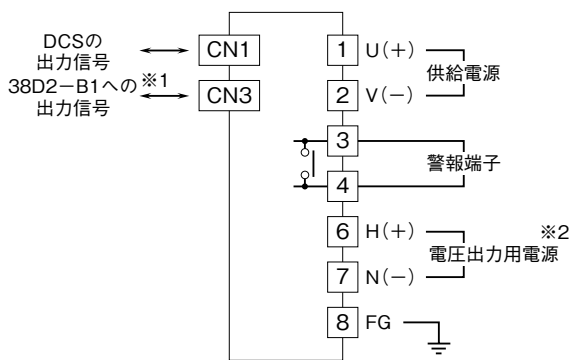 DCSの
出力信号
CN1
38D2－B1への ※1
出力信号
CN3
1 U(＋)
2 V(－)
供給電源
3
4
警報端子
6 H(＋)
7 N(－)
電圧出力用電源 ※2
8 FG